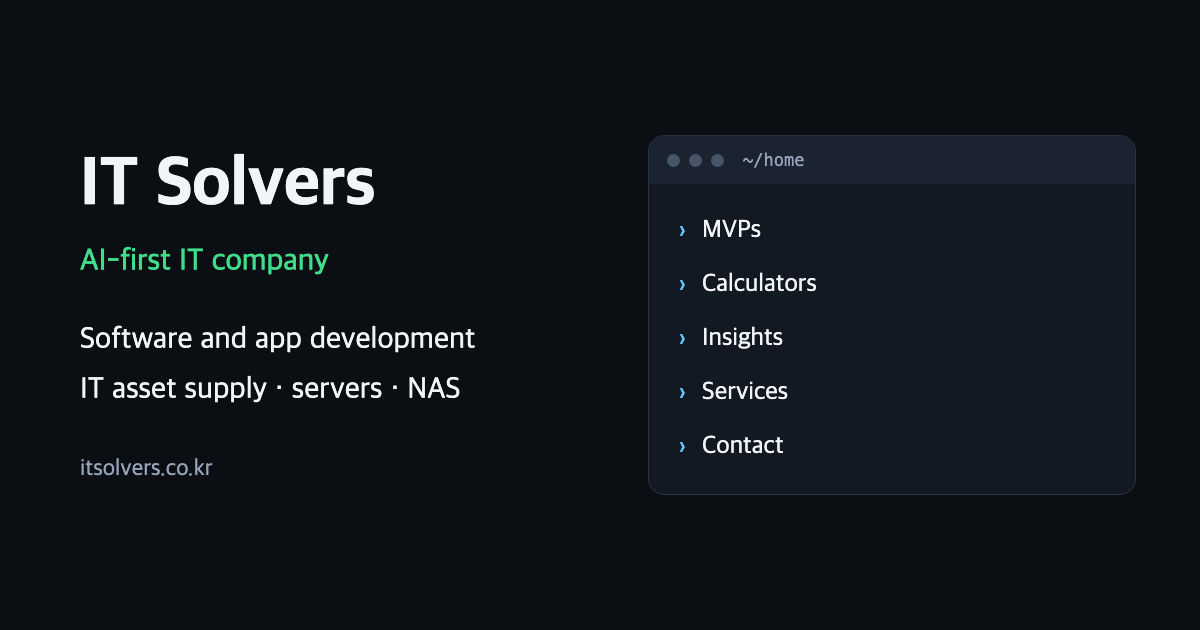 IT Solvers
AI-first IT company
Software and app development
IT asset supply · servers · NAS
itsolvers.co.kr
~/home
› MVPs
› Calculators
› Insights
› Services
› Contact